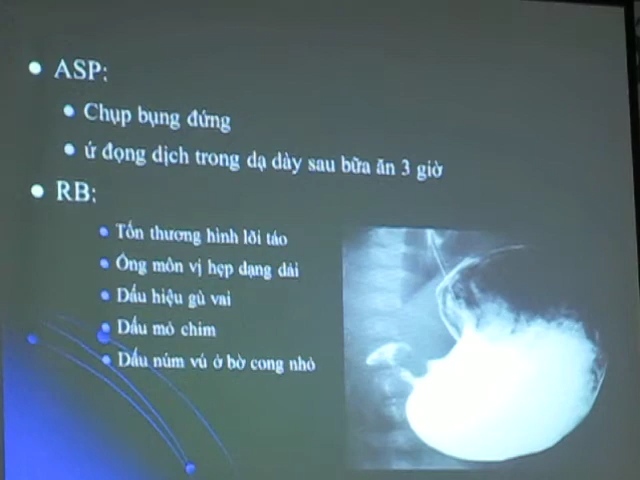 ASP:
Chụp bụng đứng
ứ đọng dịch trong dạ dày sau bữa ăn 3 giờ
RB:
Tổn thương hình lõi táo
Ống môn vị hẹp dạng dải
Dấu hiệu gù vai
Dấu mỏ chim
Dấu núm vú ở bờ cong nhỏ